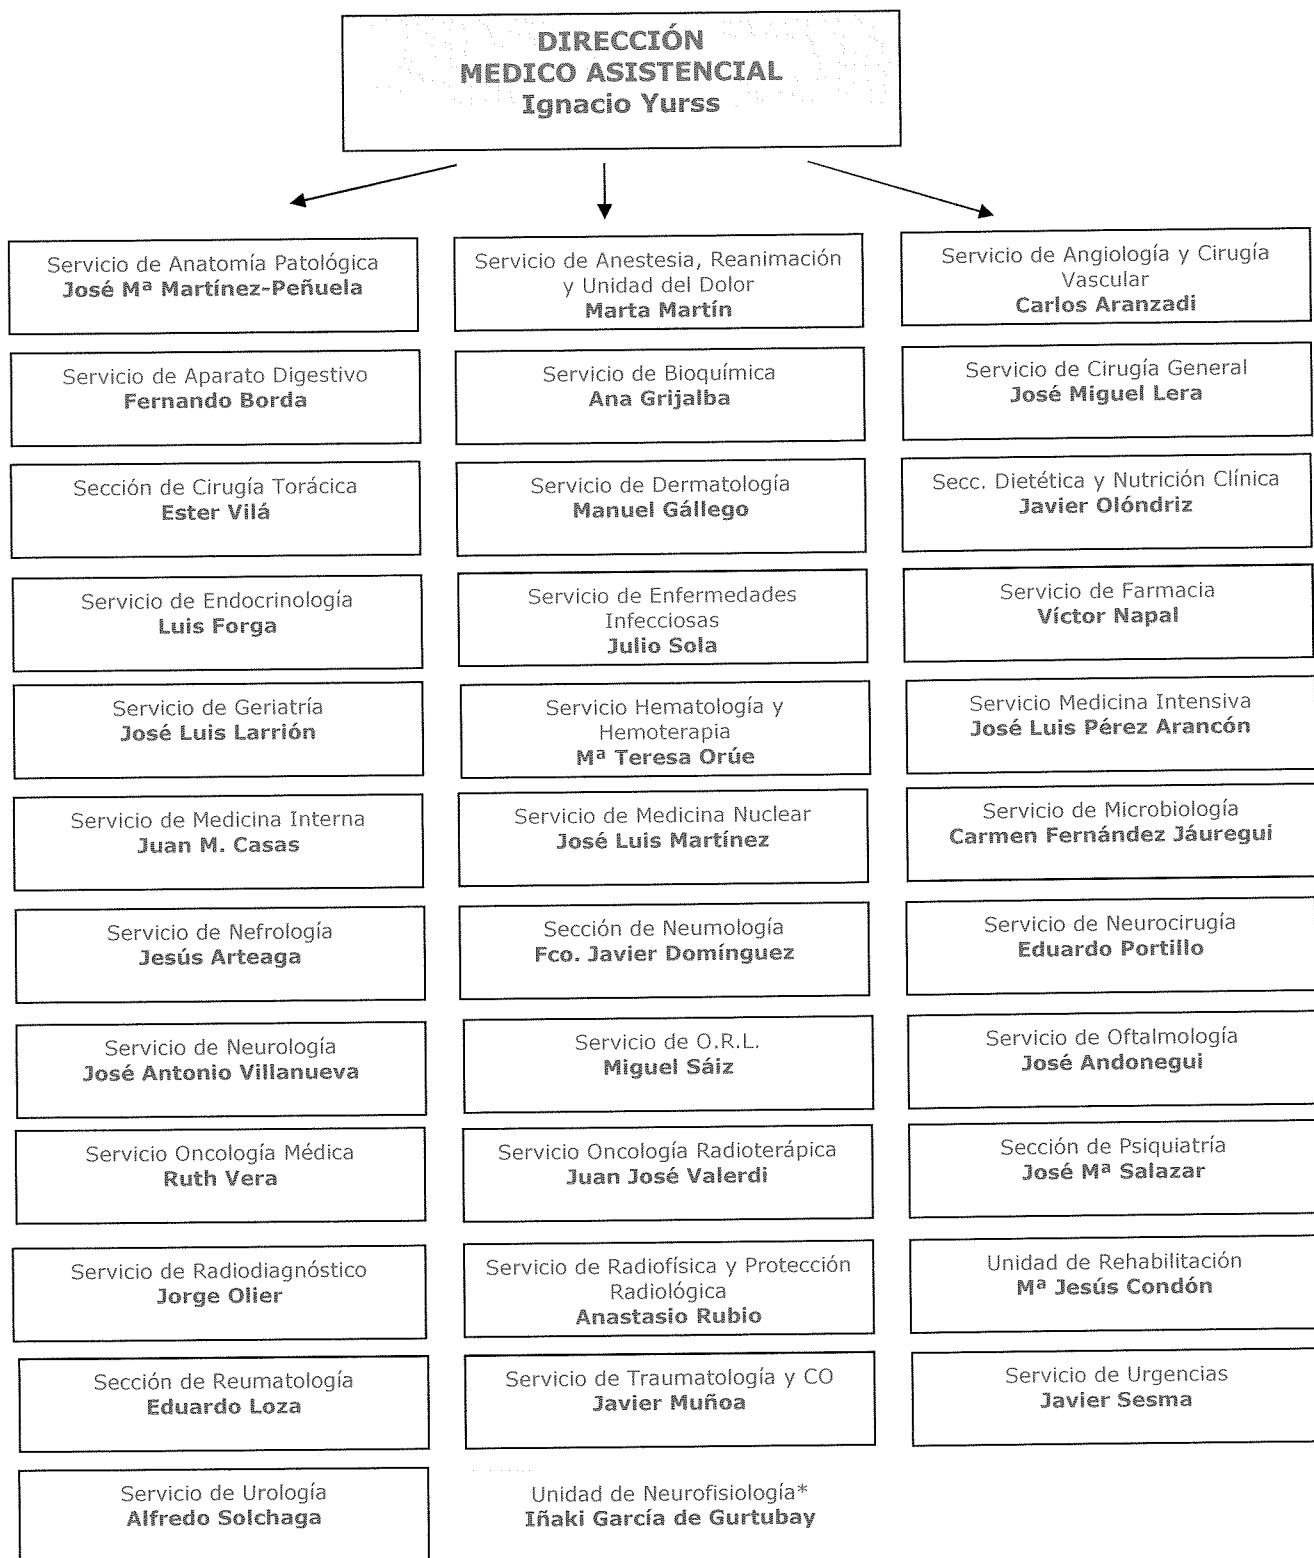 DIRECCIÓN
MEDICO ASISTENCIAL
Ignacio Yurss
Servicio de Anatomía Patológica
José Mª Martínez-Peñuela
Servicio de Anestesia, Reanimación
y Unidad del Dolor
Marta Martín
Servicio de Angiología y Cirugía
Vascular
Carlos Aranzadi
Servicio de Aparato Digestivo
Fernando Borda
Servicio de Bioquímica
Ana Grijalba
Servicio de Cirugía General
José Miguel Lera
Sección de Cirugía Torácica
Ester Vilá
Servicio de Dermatología
Manuel Gállego
Secc. Dietética y Nutrición Clínica
Javier Olóndriz
Servicio de Endocrinología
Luis Forga
Servicio de Enfermedades
Infecciosas
Julio Sola
Servicio de Farmacia
Víctor Napal
Servicio de Geriatría
José Luis Larrión
Servicio Hematología y
Hemoterapia
Mª Teresa Orúe
Servicio Medicina Intensiva
José Luis Pérez Arancón
Servicio de Medicina Interna
Juan M. Casas
Servicio de Medicina Nuclear
José Luis Martínez
Servicio de Microbiología
Carmen Fernández Jáuregui
Servicio de Nefrología
Jesús Arteaga
Sección de Neumología
Fco. Javier Domínguez
Servicio de Neurocirugía
Eduardo Portillo
Servicio de Neurología
José Antonio Villanueva
Servicio de O.R.L.
Miguel Sáiz
Servicio de Oftalmología
José Andonegui
Servicio Oncología Médica
Ruth Vera
Servicio Oncología Radioterápica
Juan José Valerdi
Sección de Psiquiatría
José Mª Salazar
Servicio de Radiodiagnóstico
Jorge Olier
Servicio de Radiofísica y Protección
Radiológica
Anastasio Rubio
Unidad de Rehabilitación
Mª Jesús Condón
Sección de Reumatología
Eduardo Loza
Servicio de Traumatología y CO
Javier Muñoa
Servicio de Urgencias
Javier Sesma
Servicio de Urología
Alfredo Solchaga
Unidad de Neurofisiología*
Iñaki García de Gurtubay